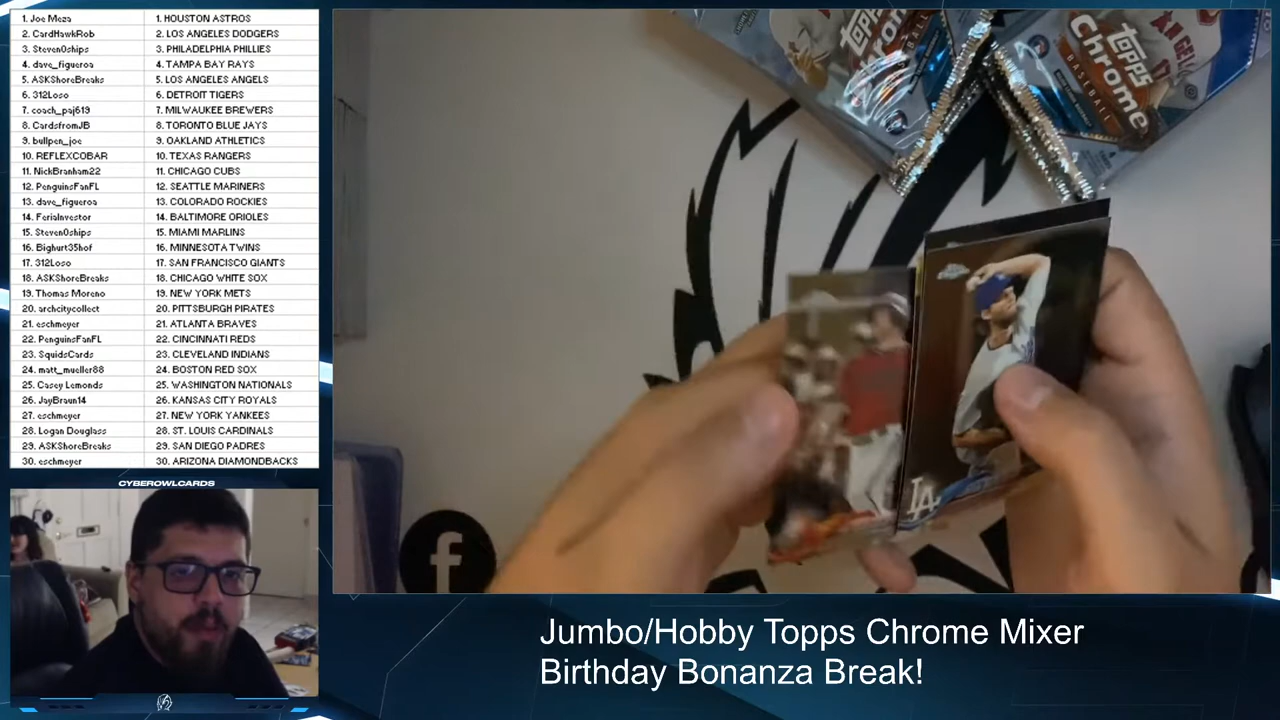 1. Joe Meza 1. HOUSTON ASTROS
2. CardHawkRob 2. LOS ANGELES DODGERS
3. Steven0ships 3. PHILADELPHIA PHILLIES
4. dave_figueroa 4. TAMPA BAY RAYS
5. ASKShoreBreaks 5. LOS ANGELES ANGELS
6. 312Loso 6. DETROIT TIGERS
7. coach_paj619 7. MILWAUKEE BREWERS
8. CardsfromJB 8. TORONTO BLUE JAYS
9. bullpen_joe 9. OAKLAND ATHLETICS
10. REFLEXCOBAR 10. TEXAS RANGERS
11. NickBranham22 11. CHICAGO CUBS
12. PenguinsFanFL 12. SEATTLE MARINERS
13. dave_figueroa 13. COLORADO ROCKIES
14. FeriaInvestor 14. BALTIMORE ORIOLES
15. Steven0ships 15. MIAMI MARLINS
16. Bighurt35hof 16. MINNESOTA TWINS
17. 312Loso 17. SAN FRANCISCO GIANTS
18. ASKShoreBreaks 18. CHICAGO WHITE SOX
19. Thomas Moreno 19. NEW YORK METS
20. archcitycollect 20. PITTSBURGH PIRATES
21. eschmeyer 21. ATLANTA BRAVES
22. PenguinsFanFL 22. CINCINNATI REDS
23. SquidsCards 23. CLEVELAND INDIANS
24. matt_mueller88 24. BOSTON RED SOX
25. Casey Lemonds 25. WASHINGTON NATIONALS
26. JayBraun14 26. KANSAS CITY ROYALS
27. eschmeyer 27. NEW YORK YANKEES
28. Logan Douglass 28. ST. LOUIS CARDINALS
29. ASKShoreBreaks 29. SAN DIEGO PADRES
30. eschmeyer 30. ARIZONA DIAMONDBACKS
CYBEROWLCARDS
topps
Chrome
topps
Chrome
BASEBALL
LA
f
Jumbo/Hobby Topps Chrome Mixer
Birthday Bonanza Break!